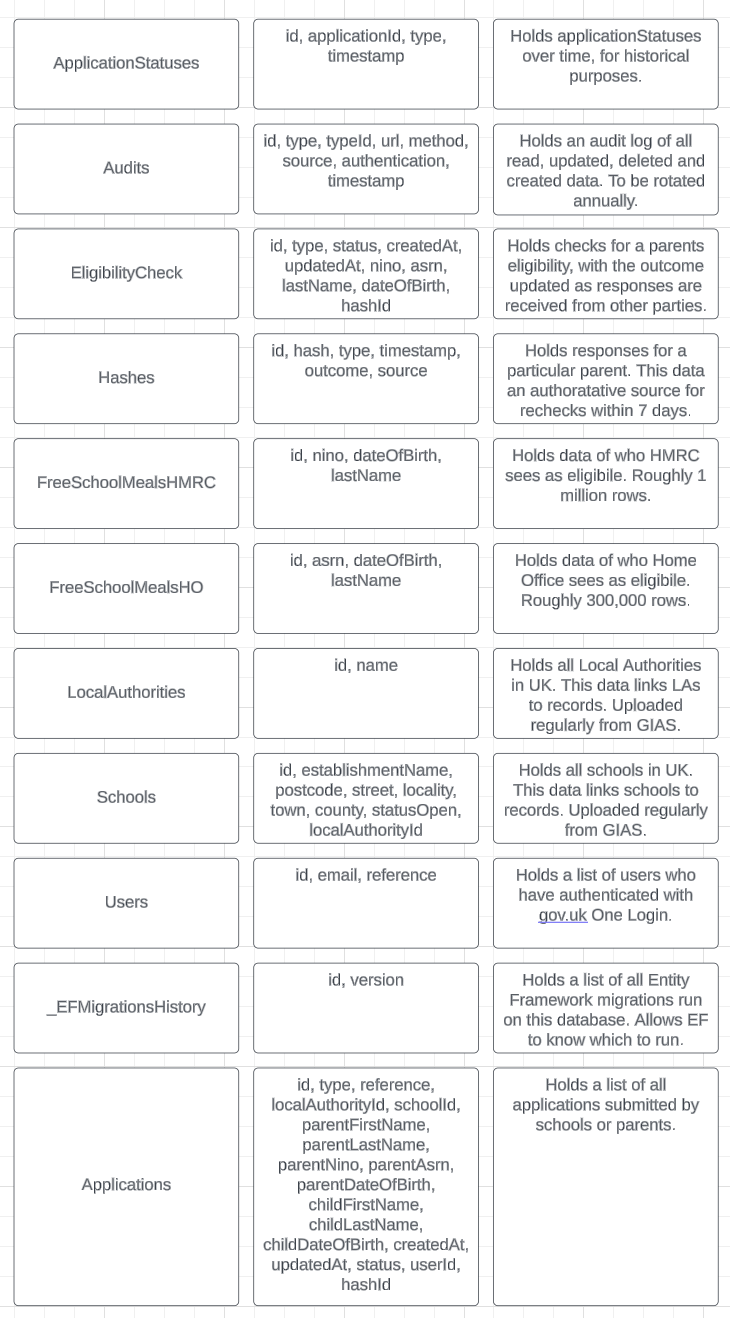 ApplicationStatuses
id, applicationId, type,
timestamp
Holds applicationStatuses
over time, for historical
purposes.
Audits
id, type, typeId, url, method,
source, authentication,
timestamp
Holds an audit log of all
read, updated, deleted and
created data. To be rotated
annually.
EligibilityCheck
id, type, status, createdAt,
updatedAt, nino, asrn,
lastName, dateOfBirth,
hashId
Holds checks for a parents
eligibility, with the outcome
updated as responses are
received from other parties.
Hashes
id, hash, type, timestamp,
outcome, source
Holds responses for a
particular parent. This data
an authoratative source for
rechecks within 7 days.
FreeSchoolMealsHMRC
id, nino, dateOfBirth,
lastName
Holds data of who HMRC
sees as eligibile. Roughly 1
million rows.
FreeSchoolMealsHO
id, asrn, dateOfBirth,
lastName
Holds data of who Home
Office sees as eligibile.
Roughly 300,000 rows.
LocalAuthorities
id, name
Holds all Local Authorities
in UK. This data links LAs
to records. Uploaded
regularly from GIAS.
Schools
id, establishmentName,
postcode, street, locality,
town, county, statusOpen,
localAuthorityId
Holds all schools in UK.
This data links schools to
records. Uploaded regularly
from GIAS.
Users
id, email, reference
Holds a list of users who
have authenticated with
gov.uk One Login.
_EFMigrationsHistory
id, version
Holds a list of all Entity
Framework migrations run
on this database. Allows EF
to know which to run.
Applications
id, type, reference,
localAuthorityId, schoolId,
parentFirstName,
parentLastName,
parentNino, parentAsrn,
parentDateOfBirth,
childFirstName,
childLastName,
childDateOfBirth, createdAt,
updatedAt, status, userId,
hashId
Holds a list of all
applications submitted by
schools or parents.